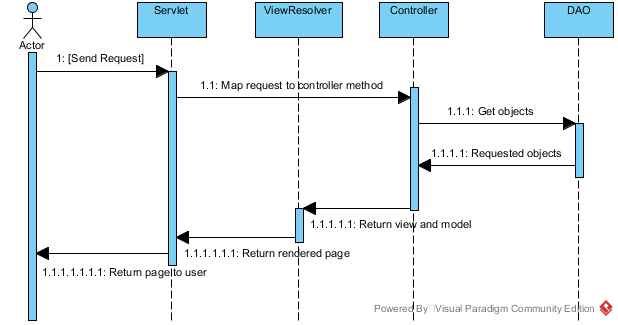 Servlet
ViewResolver
Controller
DAO
Actor
1: [Send Request]
1.1: Map request to controller method
1.1.1: Get objects
1.1.1.1: Requested objects
1.1.1.1.1: Return view and model
1.1.1.1.1.1: Return rendered page
1.1.1.1.1.1.1: Return page to user
Powered By Visual Paradigm Community Edition